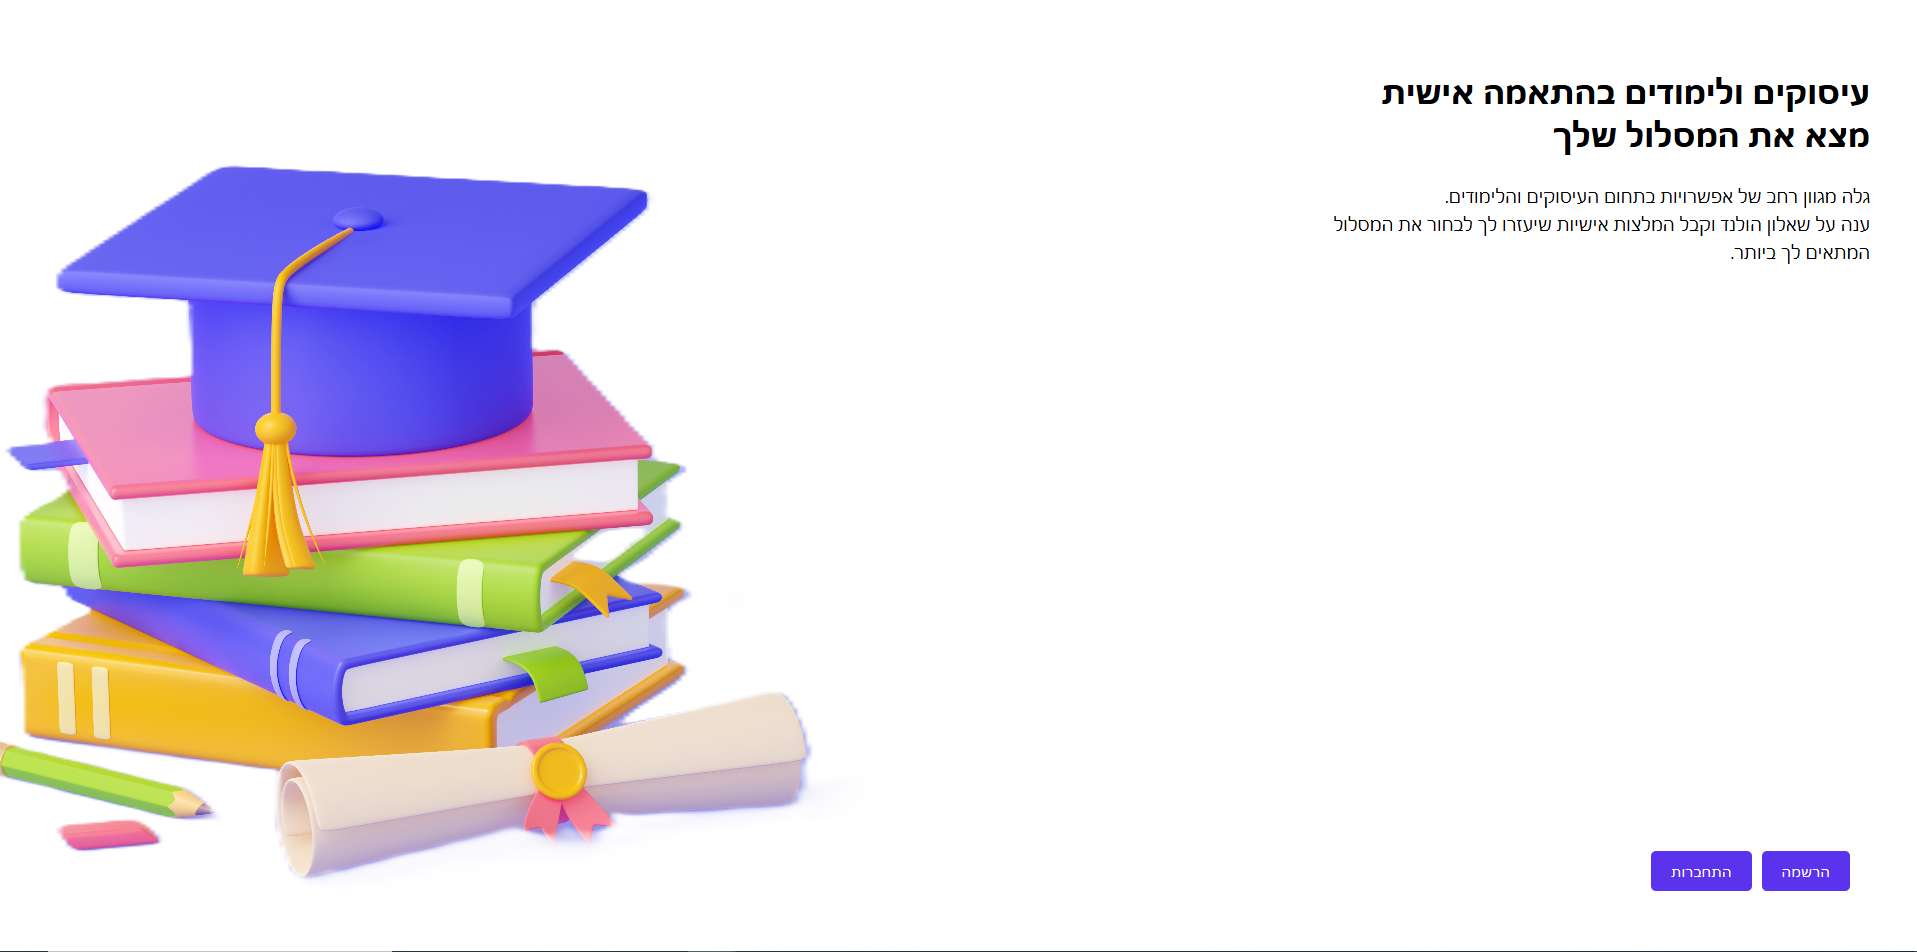 עיסוקים ולימודים בהתאמה אישית
מצא את המסלול שלך
גלה מגוון רחב של אפשרויות בתחום העיסוקים והלימודים.
ענה על שאלון הולנד וקבל המלצות אישיות שיעזרו לך לבחור את המסלול
המתאים לך ביותר.
הרשמה
התחברות